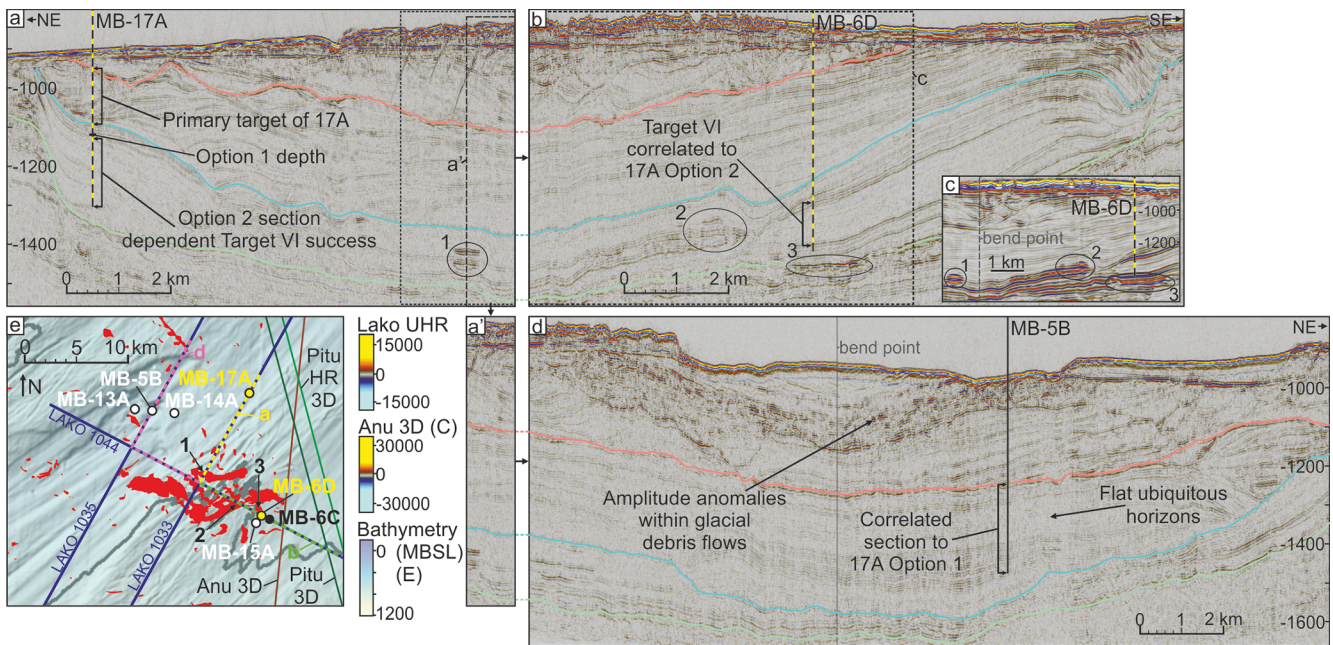 a
◄NE
MB-17A
-1000
Primary target of 17A
Option 1 depth
-1200
Option 2 section
dependent Target VI success
-1400
0 1 2 km
a'
1
b
MB-6D
SE
c
Target VI
correlated to
17A Option 2
2
3
0 1 2 km
c
MB-6D
-1000
-1200
bend point
1 km
1
2
3
e
0 5 10 km
N
d
MB-5B
MB-17A
MB-13A
MB-14A
a
Pitu
HR
3D
LAKO 1044
1
3
MB-6D
MB-6C
2
MB-15A
b
LAKO 1035
LAKO 1033
Anu 3D
Pitu
3D
Lako UHR
15000
0
-15000
Anu 3D (C)
30000
0
-30000
Bathymetry
0 (MBSL)
(E)
1200
a'
d
MB-5B
NE
bend point
-1000
Amplitude anomalies
within glacial
debris flows
Correlated
section to
17A Option 1
Flat ubiquitous
horizons
-1200
-1400
0 1 2 km
-1600